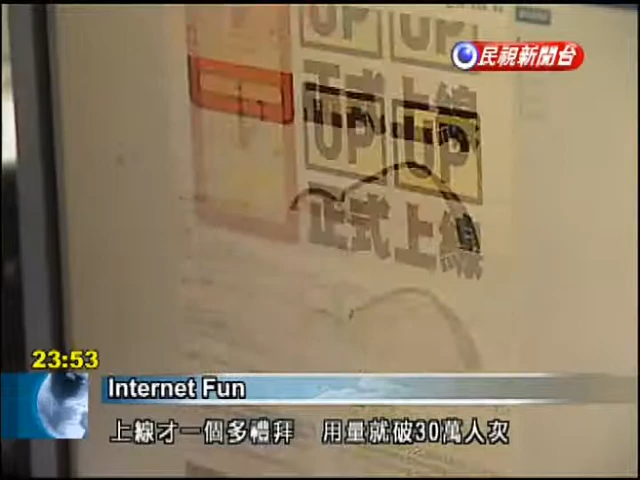 UP UP
民視新聞台
正式上線
UP UP
正式上線
23:53
Internet Fun
上線才一個多禮拜 用量就破30萬人次